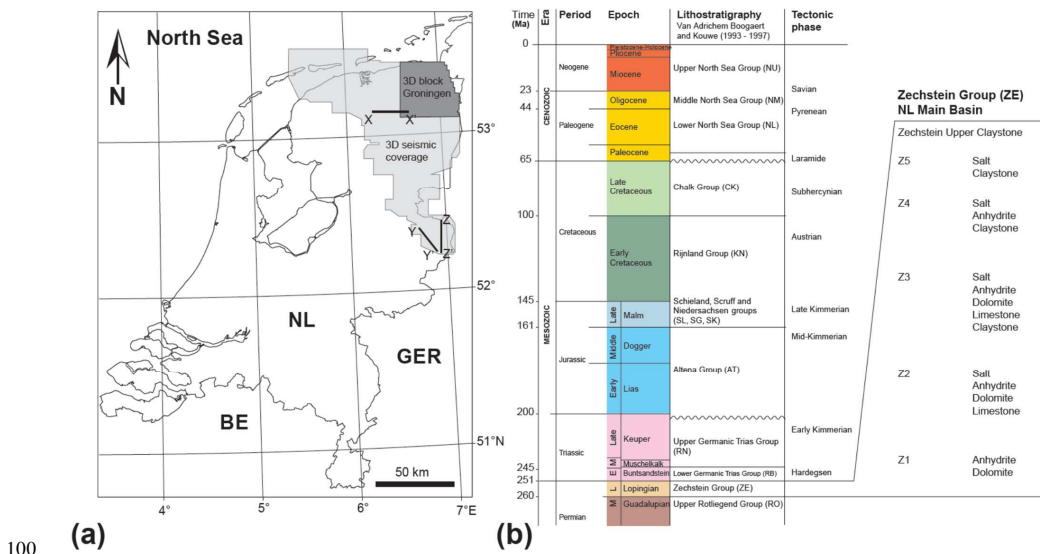 North Sea
N
3D block
Groningen
X X'
53°
3D seismic
coverage
Z
Y
Y' Z'
52°
NL
GER
BE
51°N
50 km
4° 5° 6° 7°E
(a)
100
Time
(Ma)
Era
Period
Epoch
Lithostratigraphy
Van Adrichem Boogaert
and Kouwe (1993 - 1997)
Tectonic
phase
0
23
44
65
100
145
161
200
245
251
260
CENOZOIC
MESOZOIC
Neogene
Paleogene
Cretaceous
Jurassic
Triassic
Permian
Pliocene
Miocene
Oligocene
Eocene
Paleocene
Late
Cretaceous
Early
Cretaceous
Late Malm
Middle Dogger
Early Lias
Late Keuper
M Muschelkalk
E Buntsandstein
L Lopingian
M Guadalupian
Upper North Sea Group (NU)
Middle North Sea Group (NM)
Lower North Sea Group (NL)
Chalk Group (CK)
Rijnland Group (KN)
Schieland, Scruff and
Niedersachsen groups
(SL, SG, SK)
Altena Group (AT)
Upper Germanic Trias Group
(RN)
Lower Germanic Trias Group (RB)
Zechstein Group (ZE)
Upper Rotliegend Group (RO)
Savian
Pyrenean
Laramide
Subhercynian
Austrian
Late Kimmerian
Mid-Kimmerian
Early Kimmerian
Hardegsen
Zechstein Group (ZE)
NL Main Basin
Zechstein Upper Claystone
Z5 Salt
Claystone
Z4 Salt
Anhydrite
Claystone
Z3 Salt
Anhydrite
Dolomite
Limestone
Claystone
Z2 Salt
Anhydrite
Dolomite
Limestone
Z1 Anhydrite
Dolomite
(b)